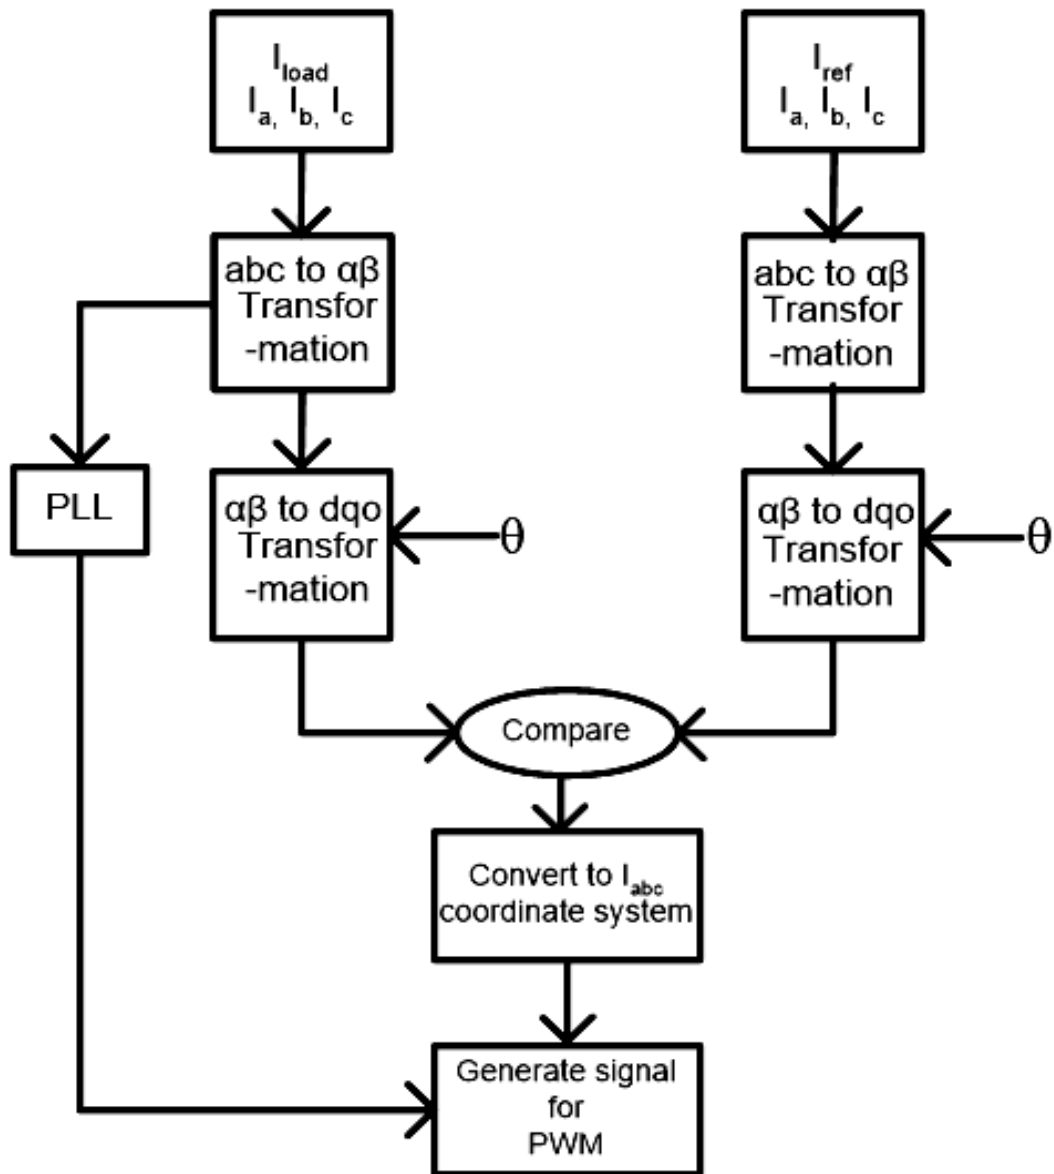 I_load
I_a, I_b, I_c
I_ref
I_a, I_b, I_c
abc to αβ
Transfor
-mation
abc to αβ
Transfor
-mation
PLL
αβ to dqo
Transfor
-mation
θ
αβ to dqo
Transfor
-mation
θ
Compare
Convert to I_abc
coordinate system
Generate signal
for
PWM